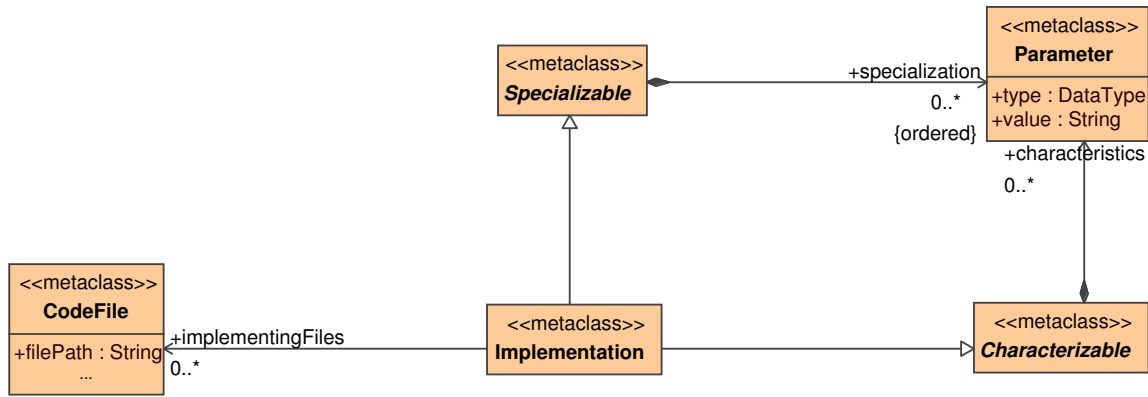 <<metaclass>>
Parameter
+type : DataType
+value : String
<<metaclass>>
Specializable
+specialization
0..*
{ordered}
+characteristics
0..*
<<metaclass>>
CodeFile
+filePath : String
...
+implementingFiles
0..*
<<metaclass>>
Implementation
<<metaclass>>
Characterizable